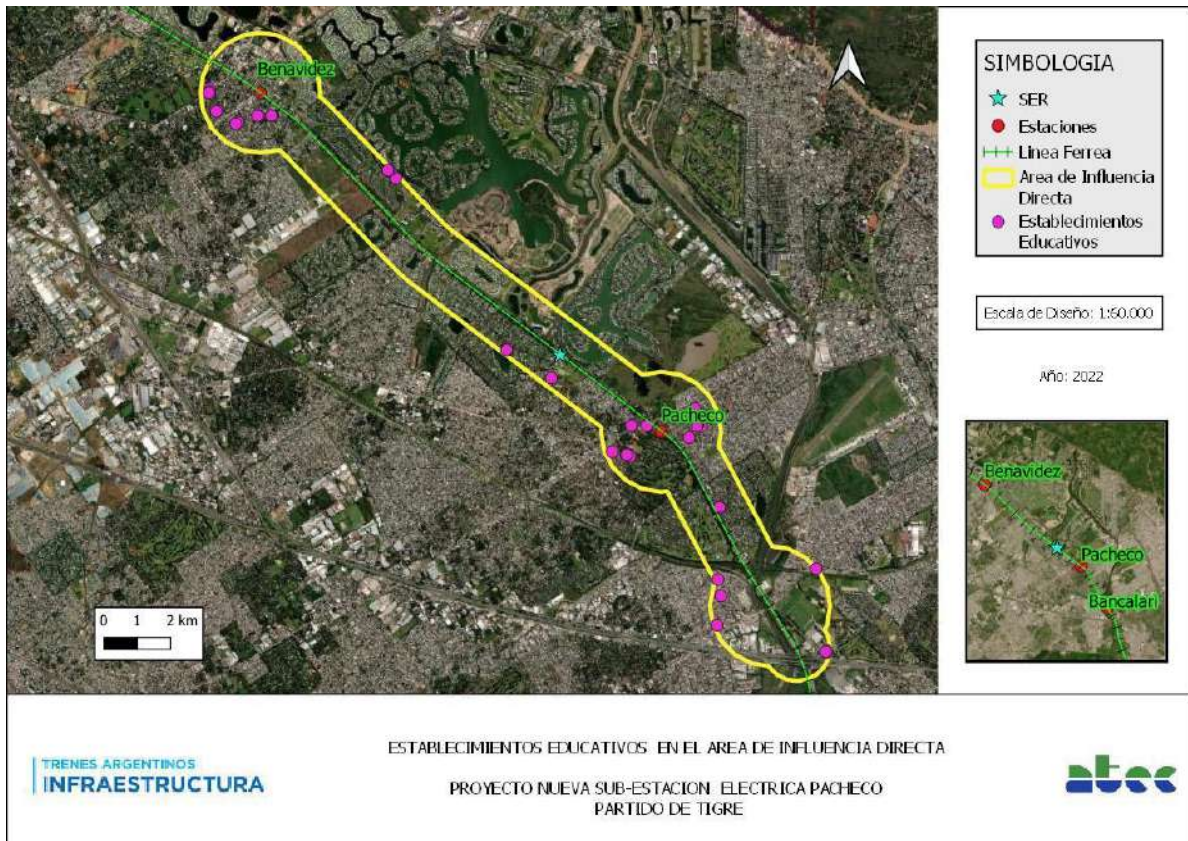 Benavidez
Pacheco
0 1 2 km
SIMBOLOGIA
SER
Estaciones
Linea Ferrea
Area de Influencia
Directa
Establecimientos
Educativos
Escala de Diseño: 1:60.000
Año: 2022
Benavidez
Pacheco
Bancalari
TRENES ARGENTINOS
INFRAESTRUCTURA
ESTABLECIMIENTOS EDUCATIVOS EN EL AREA DE INFLUENCIA DIRECTA
PROYECTO NUEVA SUB-ESTACION ELECTRICA PACHECO
PARTIDO DE TIGRE
atec